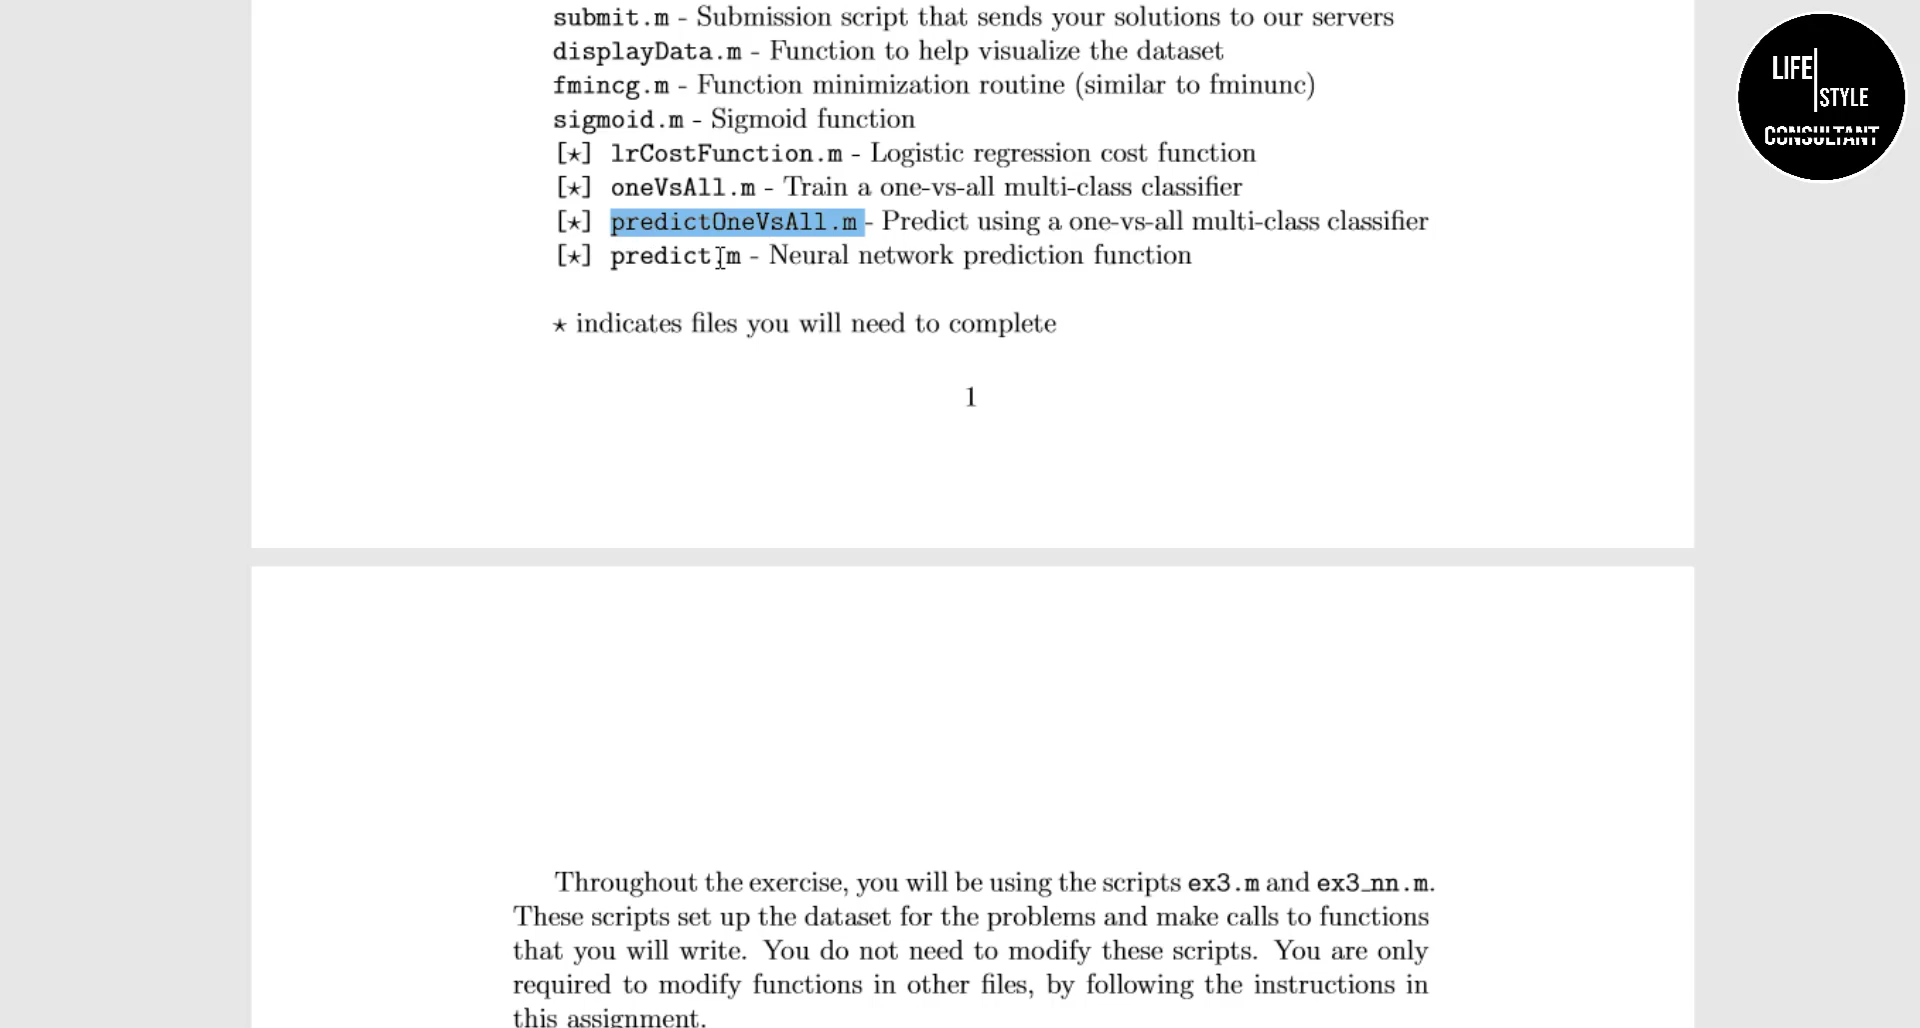 submit.m - Submission script that sends your solutions to our servers
displayData.m - Function to help visualize the dataset
fmincg.m - Function minimization routine (similar to fminunc)
sigmoid.m - Sigmoid function
[⋆] lrCostFunction.m - Logistic regression cost function
[⋆] oneVsAll.m - Train a one-vs-all multi-class classifier
[⋆] predictOneVsAll.m - Predict using a one-vs-all multi-class classifier
[⋆] predict.m - Neural network prediction function
⋆ indicates files you will need to complete
1
Throughout the exercise, you will be using the scripts ex3.m and ex3_nn.m.
These scripts set up the dataset for the problems and make calls to functions
that you will write. You do not need to modify these scripts. You are only
required to modify functions in other files, by following the instructions in
this assignment.
LIFE
STYLE
CONSULTANT